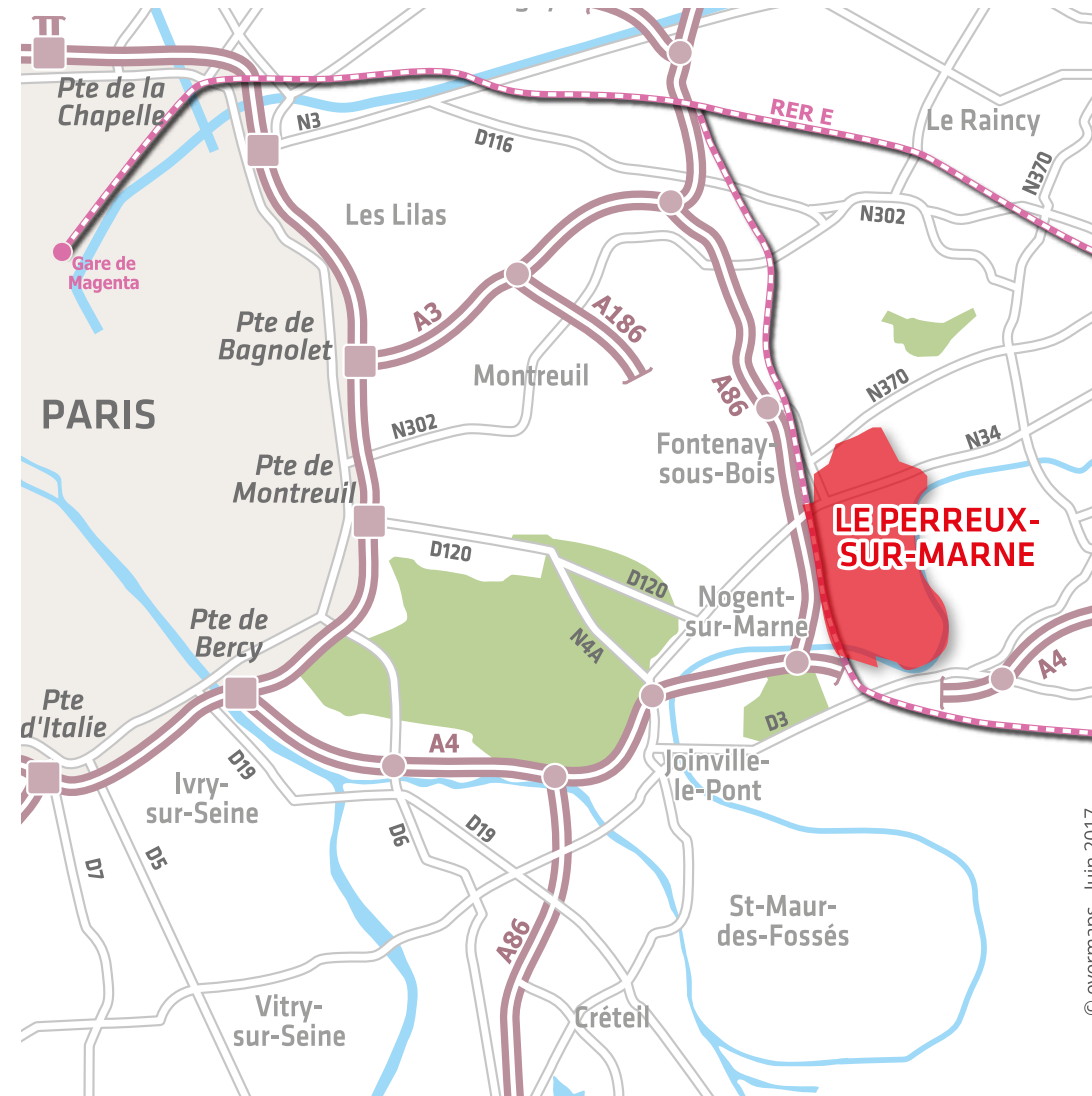 Pte de la
Chapelle
N3
D116
RER E
Le Raincy
N370
N302
Les Lilas
Gare de
Magenta
Pte de
Bagnolet
A3
A186
Montreuil
A86
N370
PARIS
N302
Fontenay-
sous-Bois
N34
Pte de
Montreuil
LE PERREUX-
SUR-MARNE
D120
D120
Nogent-
sur-Marne
Pte de
Bercy
N4A
A4
Pte
d'Italie
D3
A4
D19
Joinville-
le-Pont
Ivry-
sur-Seine
D6
D19
D5
D7
St-Maur-
des-Fossés
A86
Vitry-
sur-Seine
Créteil
© evermaps - Juin 2017